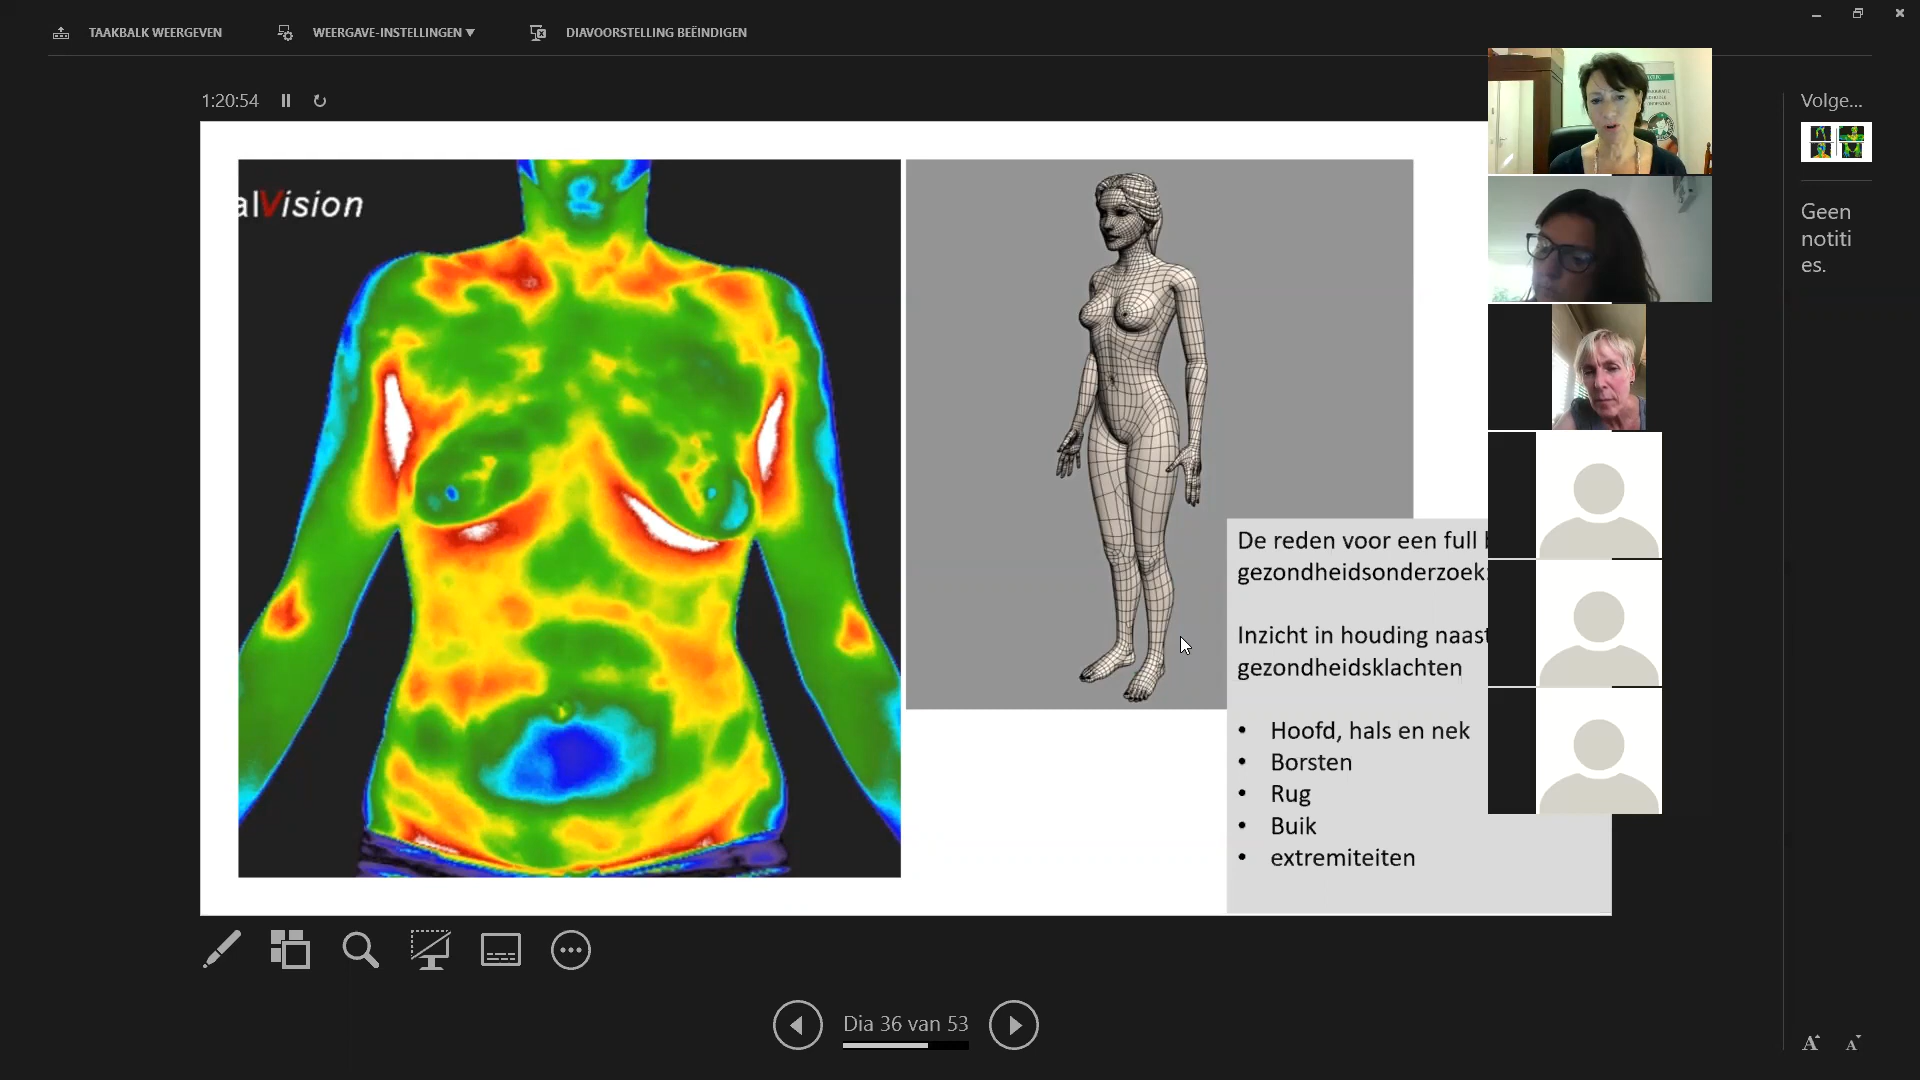 TAAKBALK WEERGEVEN
WEERGAVE-INSTELLINGEN
DIAVOORSTELLING BEËINDIGEN
1:20:54
Volge...
Geen
notiti
es.
alVision
De reden voor een full
gezondheidsonderzoek:
Inzicht in houding naast
gezondheidsklachten
• Hoofd, hals en nek
• Borsten
• Rug
• Buik
• extremiteiten
Dia 36 van 53
A A